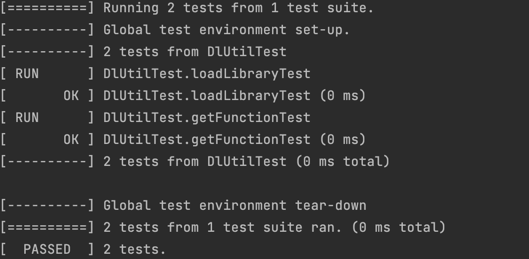 [==========] Running 2 tests from 1 test suite.
[----------] Global test environment set-up.
[----------] 2 tests from DlUtilTest
[ RUN      ] DlUtilTest.loadLibraryTest
[       OK ] DlUtilTest.loadLibraryTest (0 ms)
[ RUN      ] DlUtilTest.getFunctionTest
[       OK ] DlUtilTest.getFunctionTest (0 ms)
[----------] 2 tests from DlUtilTest (0 ms total)

[----------] Global test environment tear-down
[==========] 2 tests from 1 test suite ran. (0 ms total)
[  PASSED  ] 2 tests.